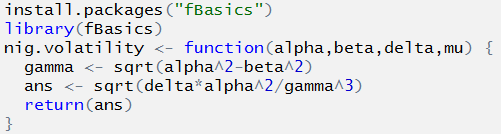 install.packages("fBasics")
library(fBasics)
nig.volatility <- function(alpha,beta,delta,mu) {
  gamma <- sqrt(alpha^2-beta^2)
  ans <- sqrt(delta*alpha^2/gamma^3)
  return(ans)
}